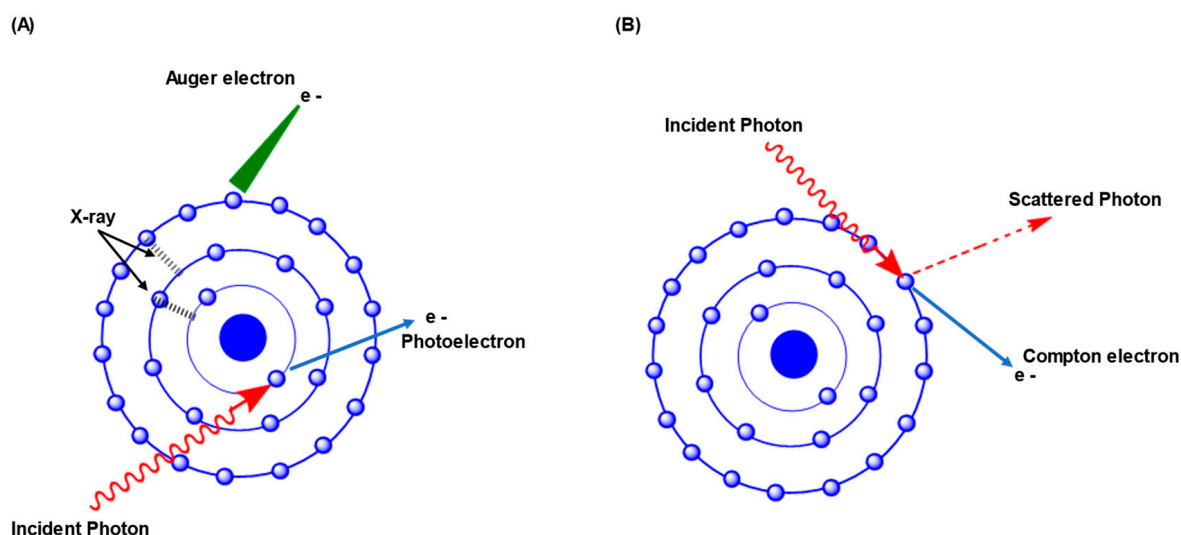 (A)
Auger electron
e -
X-ray
e -
Photoelectron
Incident Photon
(B)
Incident Photon
Scattered Photon
Compton electron
e -